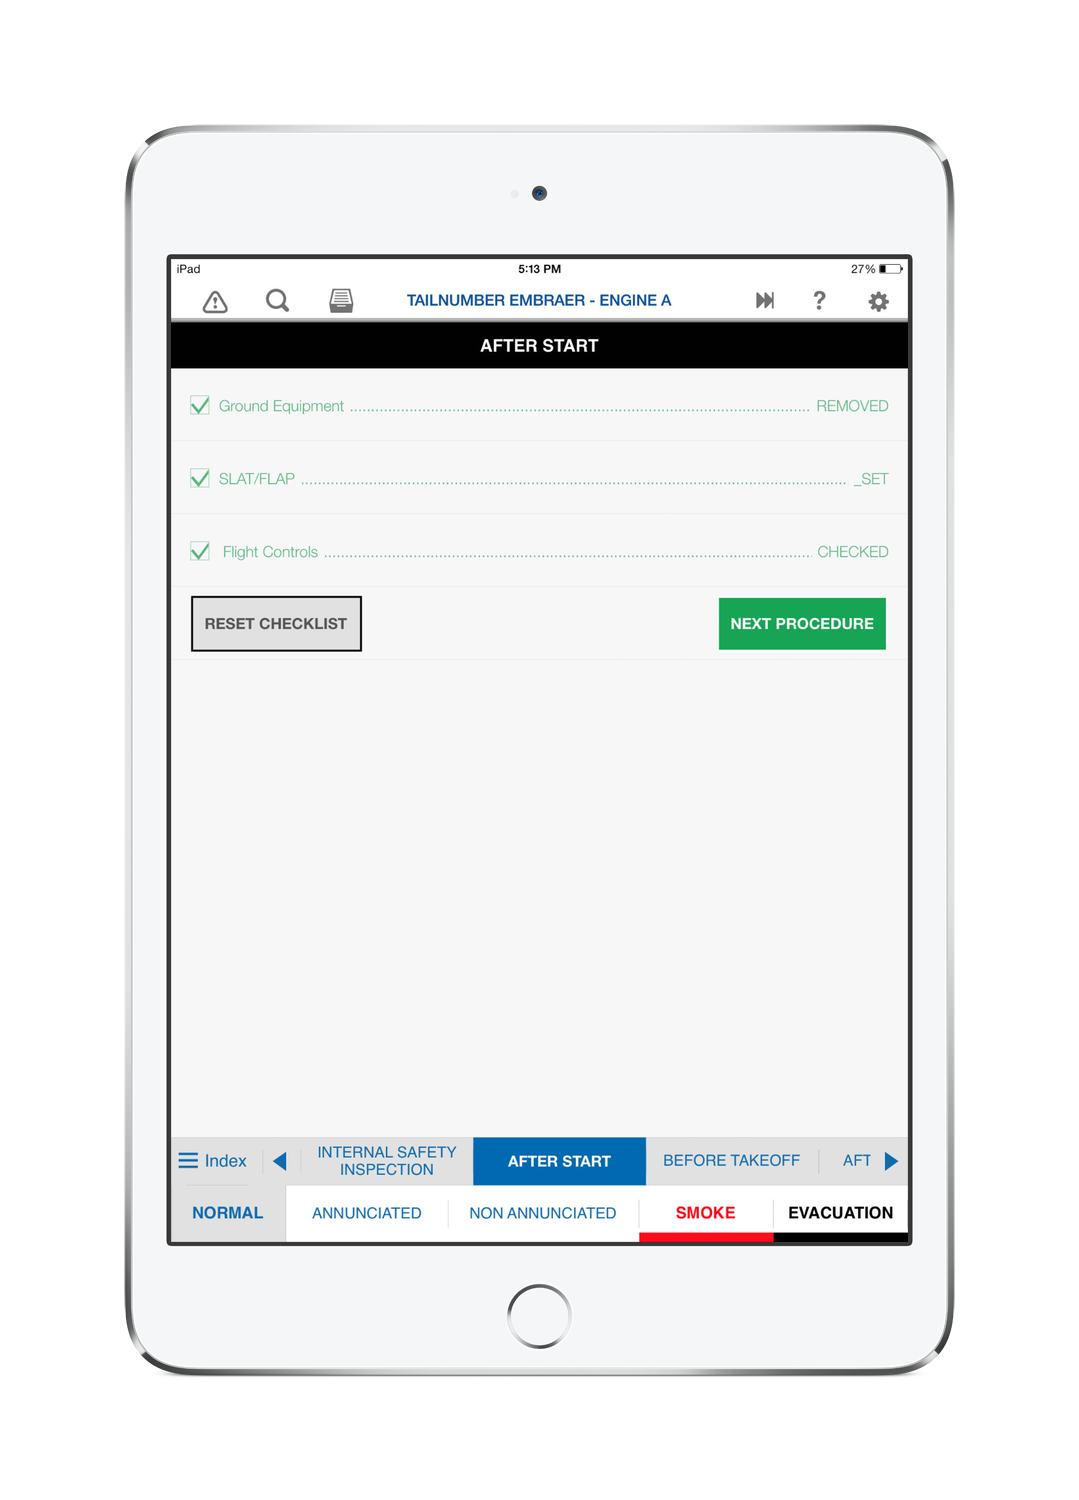 iPad 5:13 PM 27%
TAILNUMBER EMBRAER - ENGINE A ?
AFTER START
Ground Equipment ........ REMOVED
SLAT/FLAP ........ _SET
Flight Controls ........ CHECKED
RESET CHECKLIST NEXT PROCEDURE
Index INTERNAL SAFETY INSPECTION AFTER START BEFORE TAKEOFF AFT
NORMAL ANNUNCIATED NON ANNUNCIATED SMOKE EVACUATION